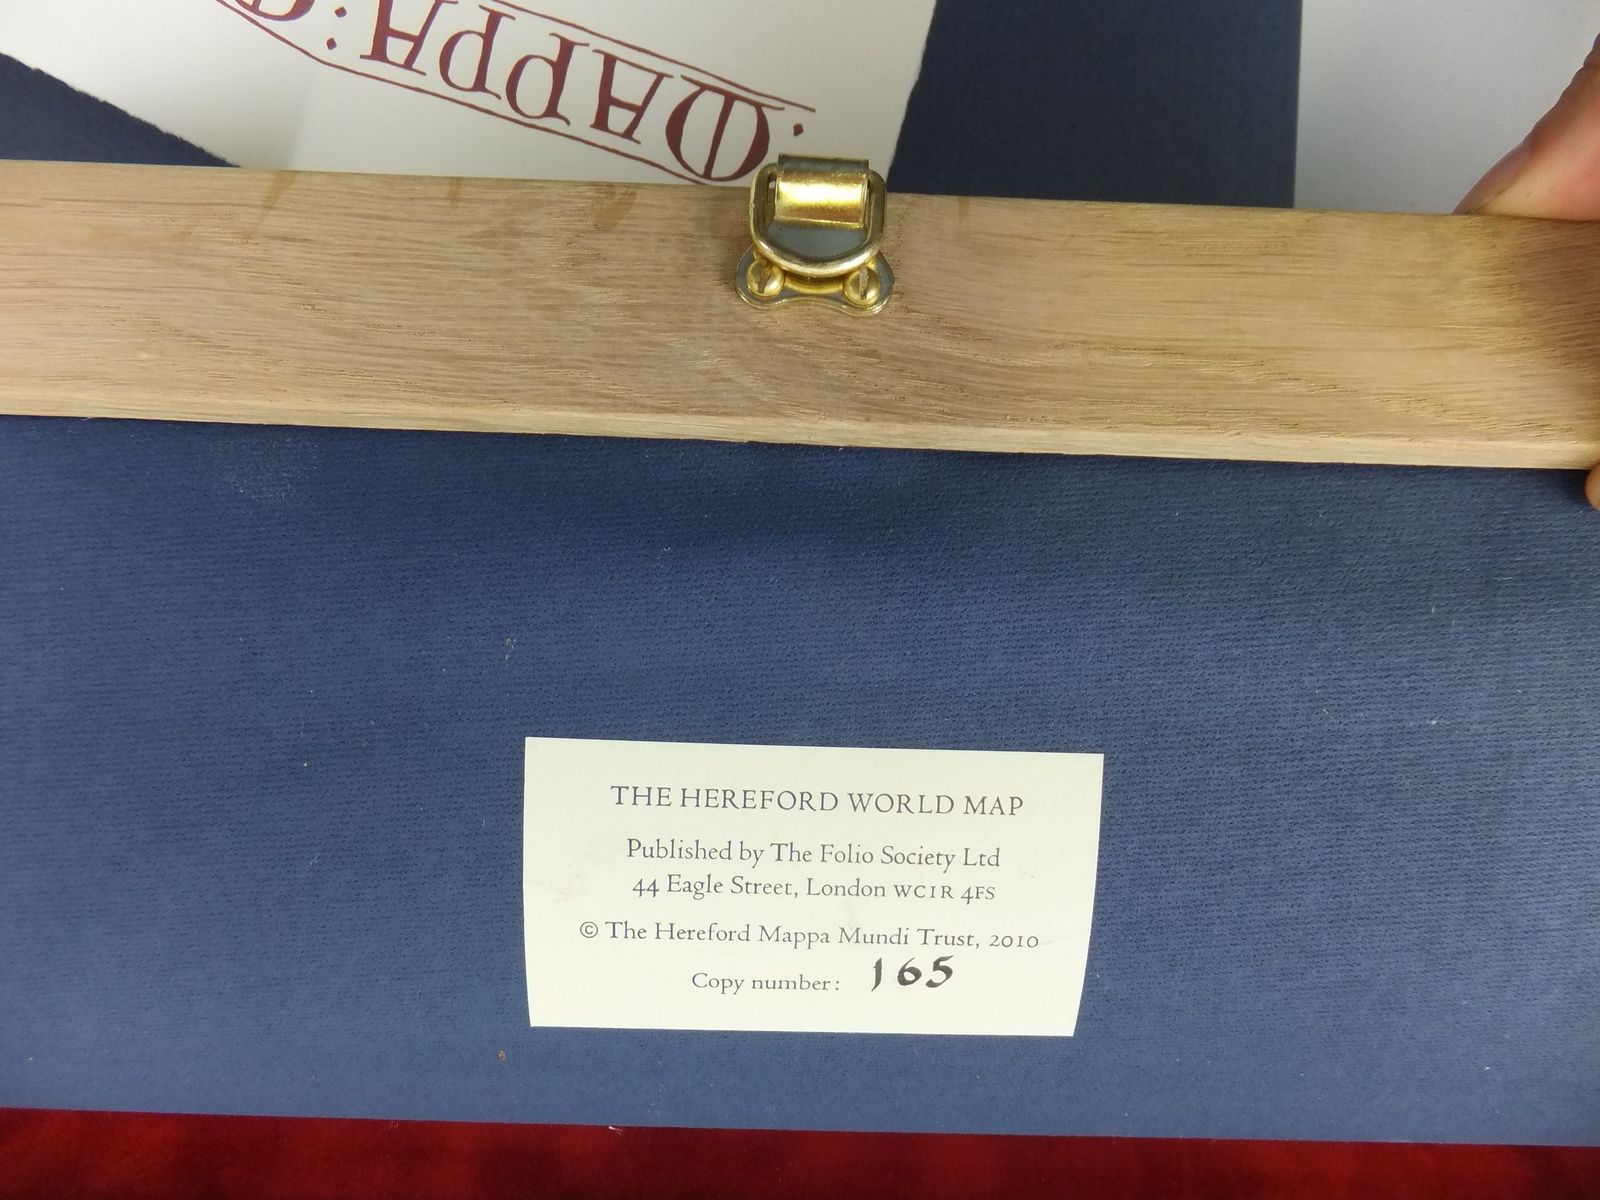 :MAPPA:
THE HEREFORD WORLD MAP
Published by The Folio Society Ltd
44 Eagle Street, London WC1R 4FS
© The Hereford Mappa Mundi Trust, 2010
Copy number: 165